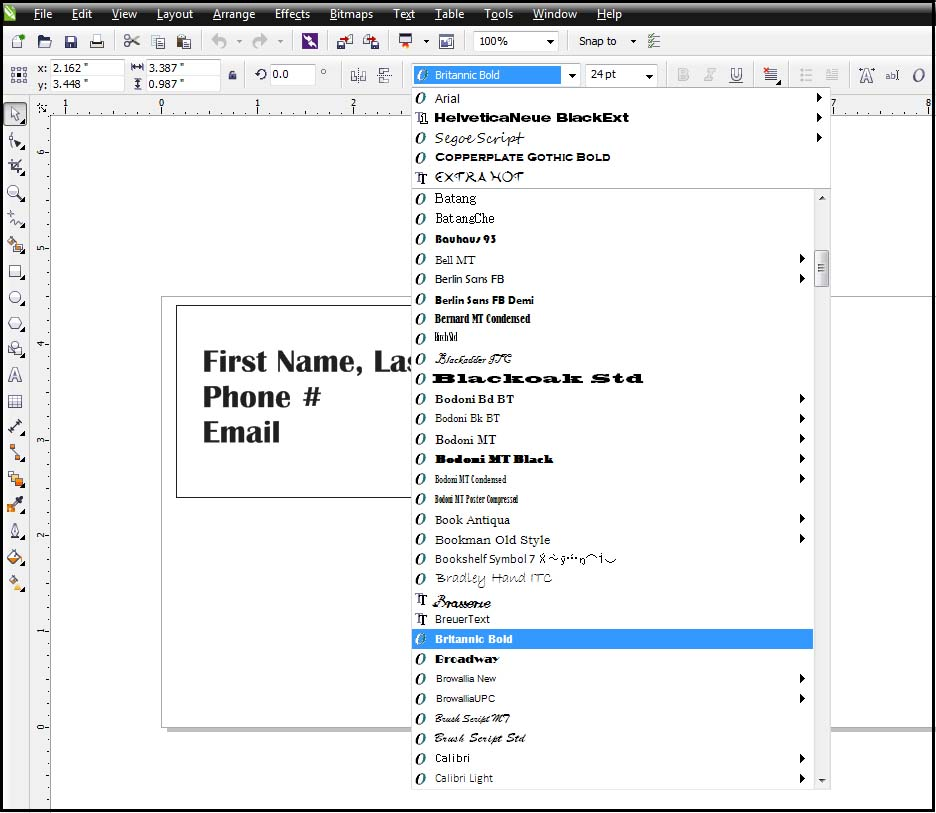 File Edit View Layout Arrange Effects Bitmaps Text Table Tools Window Help
100% Snap to
x: 2.162 " 3.387 " 0.0 ° Britannic Bold 24 pt
y: 3.448 " 0.987 "
1 0 1 2 7 8
Arial
HelveticaNeue BlackExt
Segoe Script
Copperplate Gothic Bold
EXTRA HOT
Batang
BatangChe
Bauhaus 93
Bell MT
Berlin Sans FB
Berlin Sans FB Demi
Bernard MT Condensed
Birch Std
Blackadder ITC
Blackoak Std
Bodoni Bd BT
Bodoni Bk BT
Bodoni MT
Bodoni MT Black
Bodoni MT Condensed
Bodoni MT Poster Compressed
Book Antiqua
Bookman Old Style
Bookshelf Symbol 7
Bradley Hand ITC
Brasserie
BreuerText
Britannic Bold
Broadway
Browallia New
BrowalliaUPC
Brush Script MT
Brush Script Std
Calibri
Calibri Light
6
5
4
3
2
1
0
First Name, Las
Phone #
Email